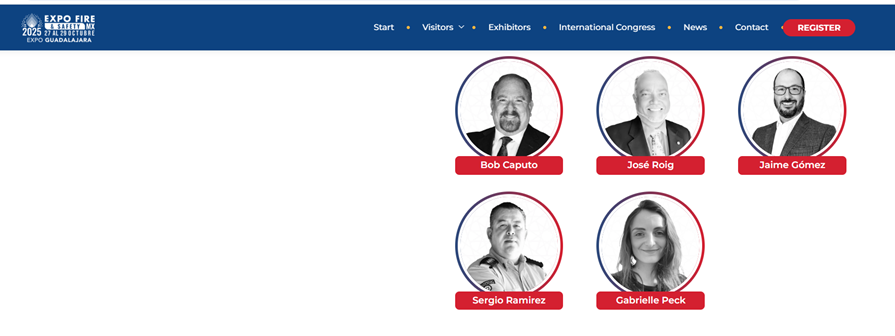 EXPO FIRE
& SAFETY MX
2025 27 AL 29 OCTUBRE
EXPO GUADALAJARA
Start Visitors Exhibitors International Congress News Contact REGISTER
Bob Caputo José Roig Jaime Gómez
Sergio Ramirez Gabrielle Peck